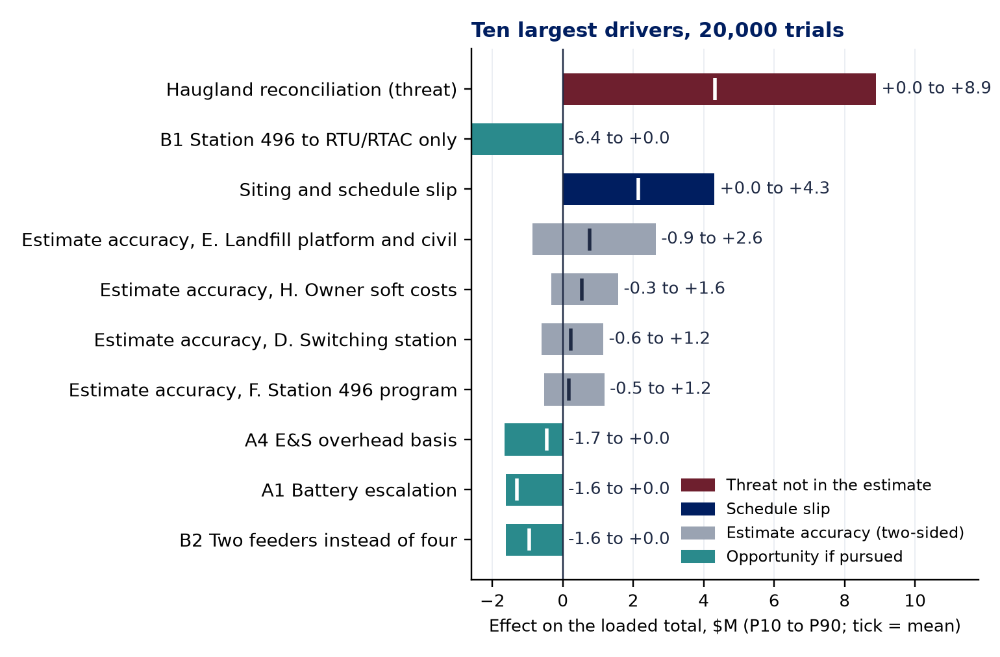 Ten largest drivers, 20,000 trials
Haugland reconciliation (threat)
+0.0 to +8.9
B1 Station 496 to RTU/RTAC only
-6.4 to +0.0
Siting and schedule slip
+0.0 to +4.3
Estimate accuracy, E. Landfill platform and civil
-0.9 to +2.6
Estimate accuracy, H. Owner soft costs
-0.3 to +1.6
Estimate accuracy, D. Switching station
-0.6 to +1.2
Estimate accuracy, F. Station 496 program
-0.5 to +1.2
A4 E&S overhead basis
-1.7 to +0.0
A1 Battery escalation
-1.6 to +0.0
B2 Two feeders instead of four
-1.6 to +0.0
Threat not in the estimate
Schedule slip
Estimate accuracy (two-sided)
Opportunity if pursued
−2 0 2 4 6 8 10
Effect on the loaded total, $M (P10 to P90; tick = mean)